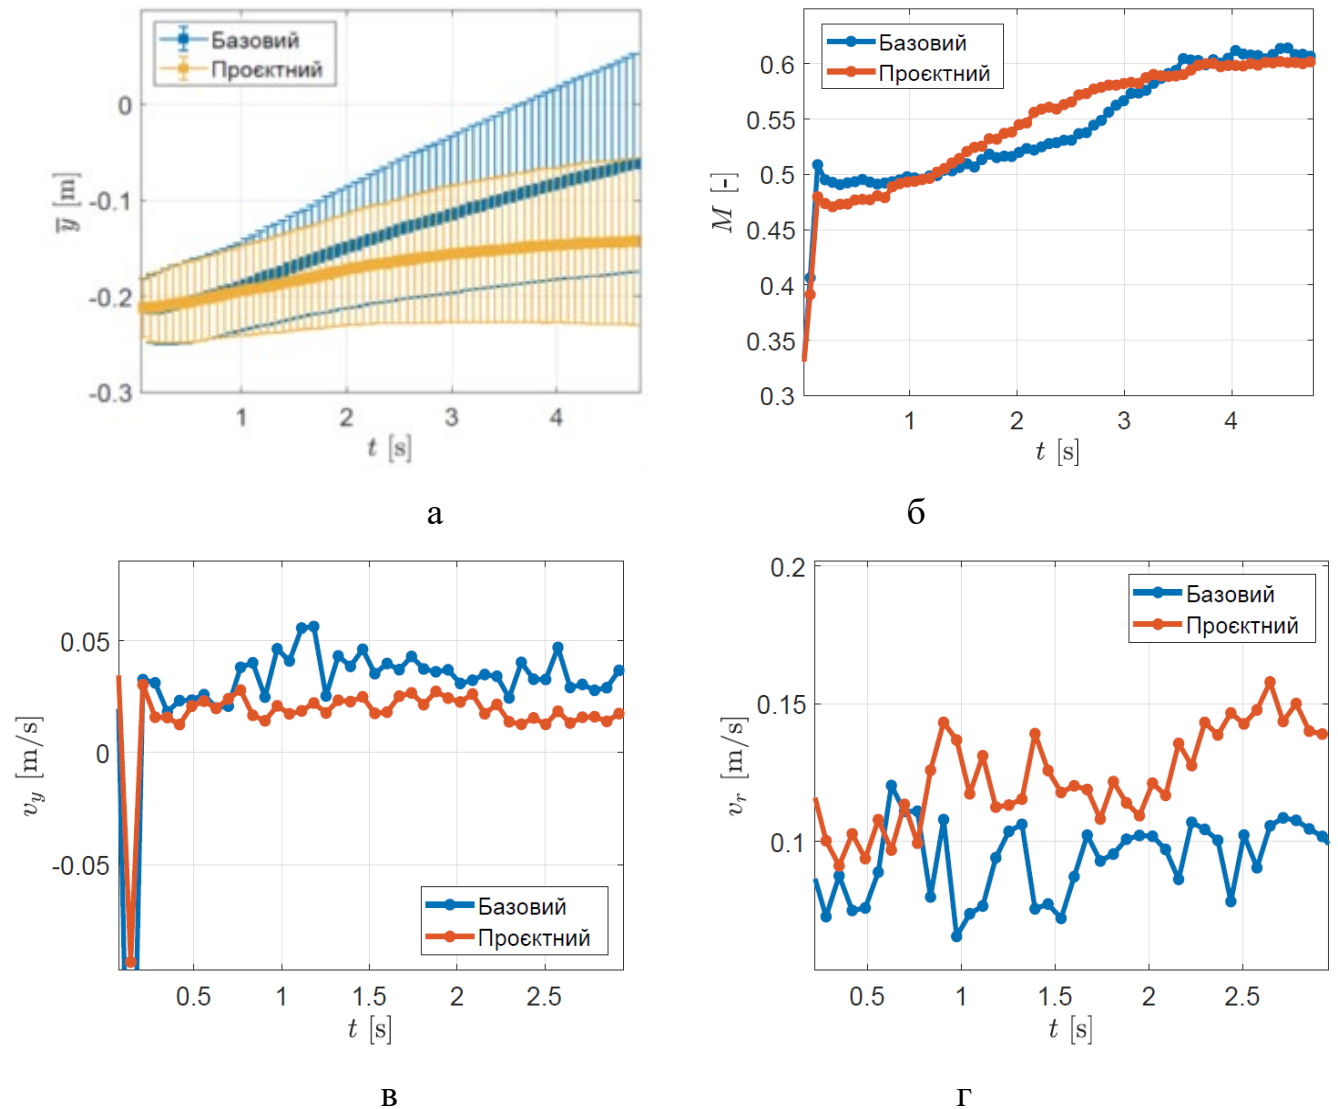 Базовий
Проєктний
0
-0.1
-0.2
-0.3
1 2 3 4
y̅ [m]
t [s]
а
Базовий
Проєктний
0.6
0.55
0.5
0.45
0.4
0.35
0.3
1 2 3 4
M [-]
t [s]
б
0.05
0
-0.05
0.5 1 1.5 2 2.5
v_y [m/s]
t [s]
Базовий
Проєктний
в
0.2
0.15
0.1
0.5 1 1.5 2 2.5
v_r [m/s]
t [s]
Базовий
Проєктний
г